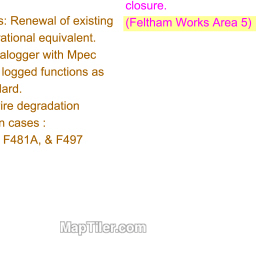 closure.
(Feltham Works Area 5)
s: Renewal of existing
ational equivalent.
alogger with Mpec
logged functions as
lard.
ire degradation
n cases :
F481A, & F497
MapTiler.com